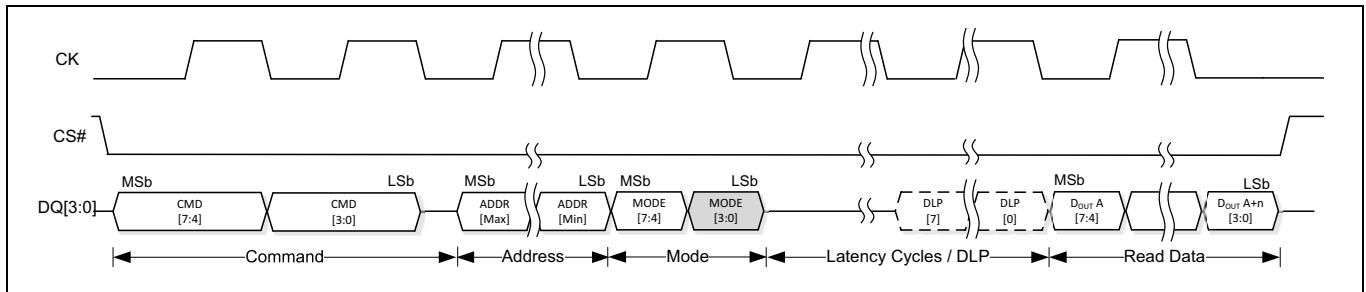 CK
CS#
MSb LSb MSb LSb MSb LSb MSb LSb
DQ[3:0]
CMD
[7:4]
CMD
[3:0]
ADDR
[Max]
ADDR
[Min]
MODE
[7:4]
MODE
[3:0]
DLP
[7]
DLP
[0]
DOUT A
[7:4]
DOUT A+n
[3:0]
Command Address Mode Latency Cycles / DLP Read Data